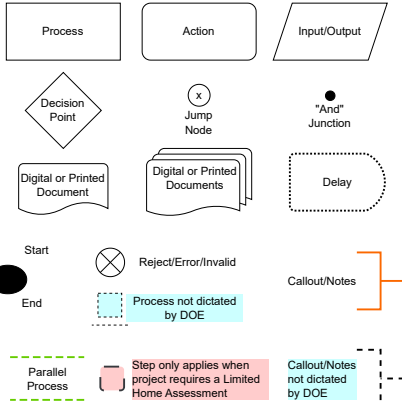 Process
Action
Input/Output
Decision
Point
x
Jump
Node
"And"
Junction
Digital or Printed
Document
Digital or Printed
Documents
Delay
Start
End
Reject/Error/Invalid
Process not dictated
by DOE
Callout/Notes
Parallel
Process
Step only applies when
project requires a Limited
Home Assessment
Callout/Notes
not dictated
by DOE